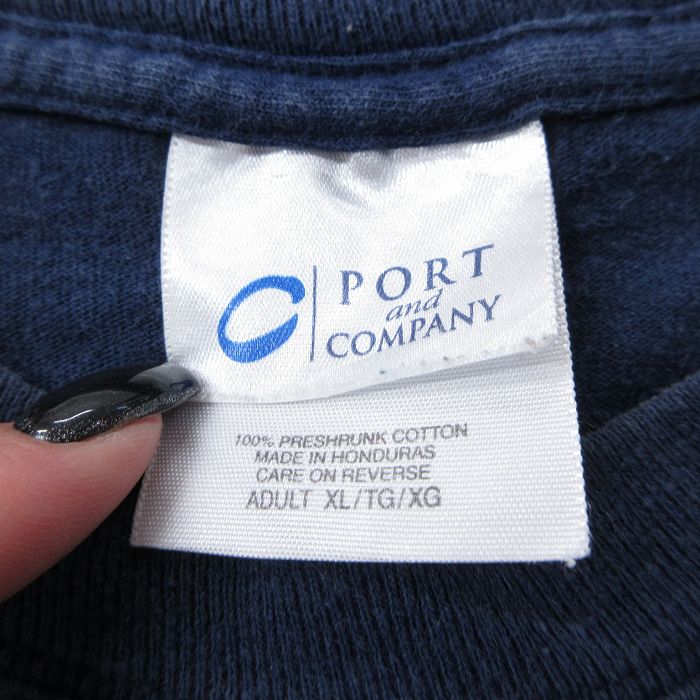 PORT
and
COMPANY
100% PRESHRUNK COTTON
MADE IN HONDURAS
CARE ON REVERSE
ADULT XL/TG/XG